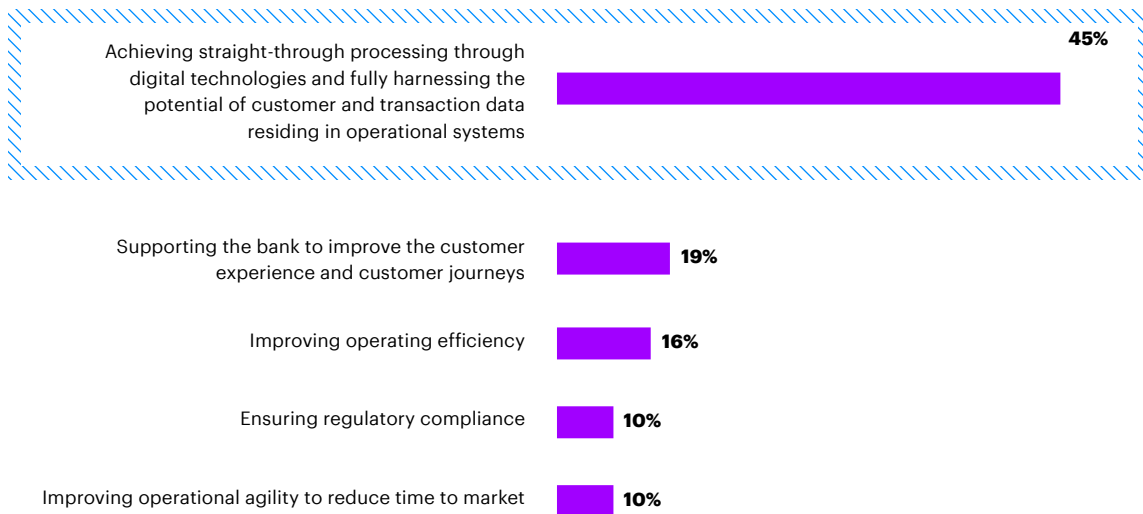 45%
Achieving straight-through processing through
digital technologies and fully harnessing the
potential of customer and transaction data
residing in operational systems
Supporting the bank to improve the customer
experience and customer journeys
19%
Improving operating efficiency
16%
Ensuring regulatory compliance
10%
Improving operational agility to reduce time to market
10%